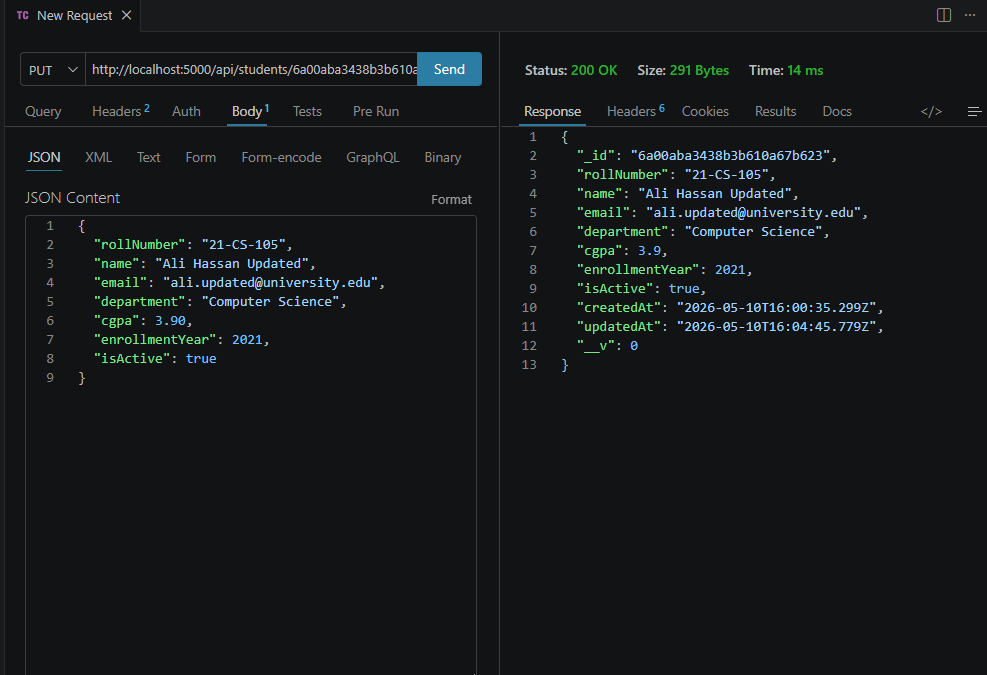 TC New Request
PUT http://localhost:5000/api/students/6a00aba3438b3b610a Send
Query Headers 2 Auth Body 1 Tests Pre Run
JSON XML Text Form Form-encode GraphQL Binary
JSON Content Format
1 {
2 "rollNumber": "21-CS-105",
3 "name": "Ali Hassan Updated",
4 "email": "ali.updated@university.edu",
5 "department": "Computer Science",
6 "cgpa": 3.90,
7 "enrollmentYear": 2021,
8 "isActive": true
9 }
Status: 200 OK Size: 291 Bytes Time: 14 ms
Response Headers 6 Cookies Results Docs </>
1 {
2 "_id": "6a00aba3438b3b610a67b623",
3 "rollNumber": "21-CS-105",
4 "name": "Ali Hassan Updated",
5 "email": "ali.updated@university.edu",
6 "department": "Computer Science",
7 "cgpa": 3.9,
8 "enrollmentYear": 2021,
9 "isActive": true,
10 "createdAt": "2026-05-10T16:00:35.299Z",
11 "updatedAt": "2026-05-10T16:04:45.779Z",
12 "__v": 0
13 }